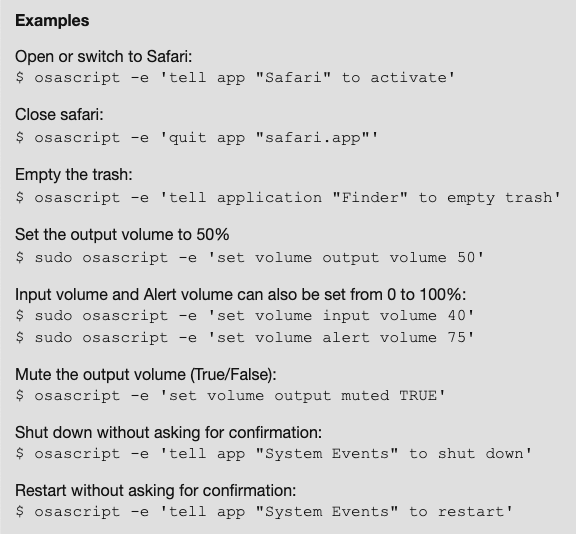 Examples
Open or switch to Safari:
$ osascript -e 'tell app "Safari" to activate'
Close safari:
$ osascript -e 'quit app "safari.app"'
Empty the trash:
$ osascript -e 'tell application "Finder" to empty trash'
Set the output volume to 50%
$ sudo osascript -e 'set volume output volume 50'
Input volume and Alert volume can also be set from 0 to 100%:
$ sudo osascript -e 'set volume input volume 40'
$ sudo osascript -e 'set volume alert volume 75'
Mute the output volume (True/False):
$ osascript -e 'set volume output muted TRUE'
Shut down without asking for confirmation:
$ osascript -e 'tell app "System Events" to shut down'
Restart without asking for confirmation:
$ osascript -e 'tell app "System Events" to restart'